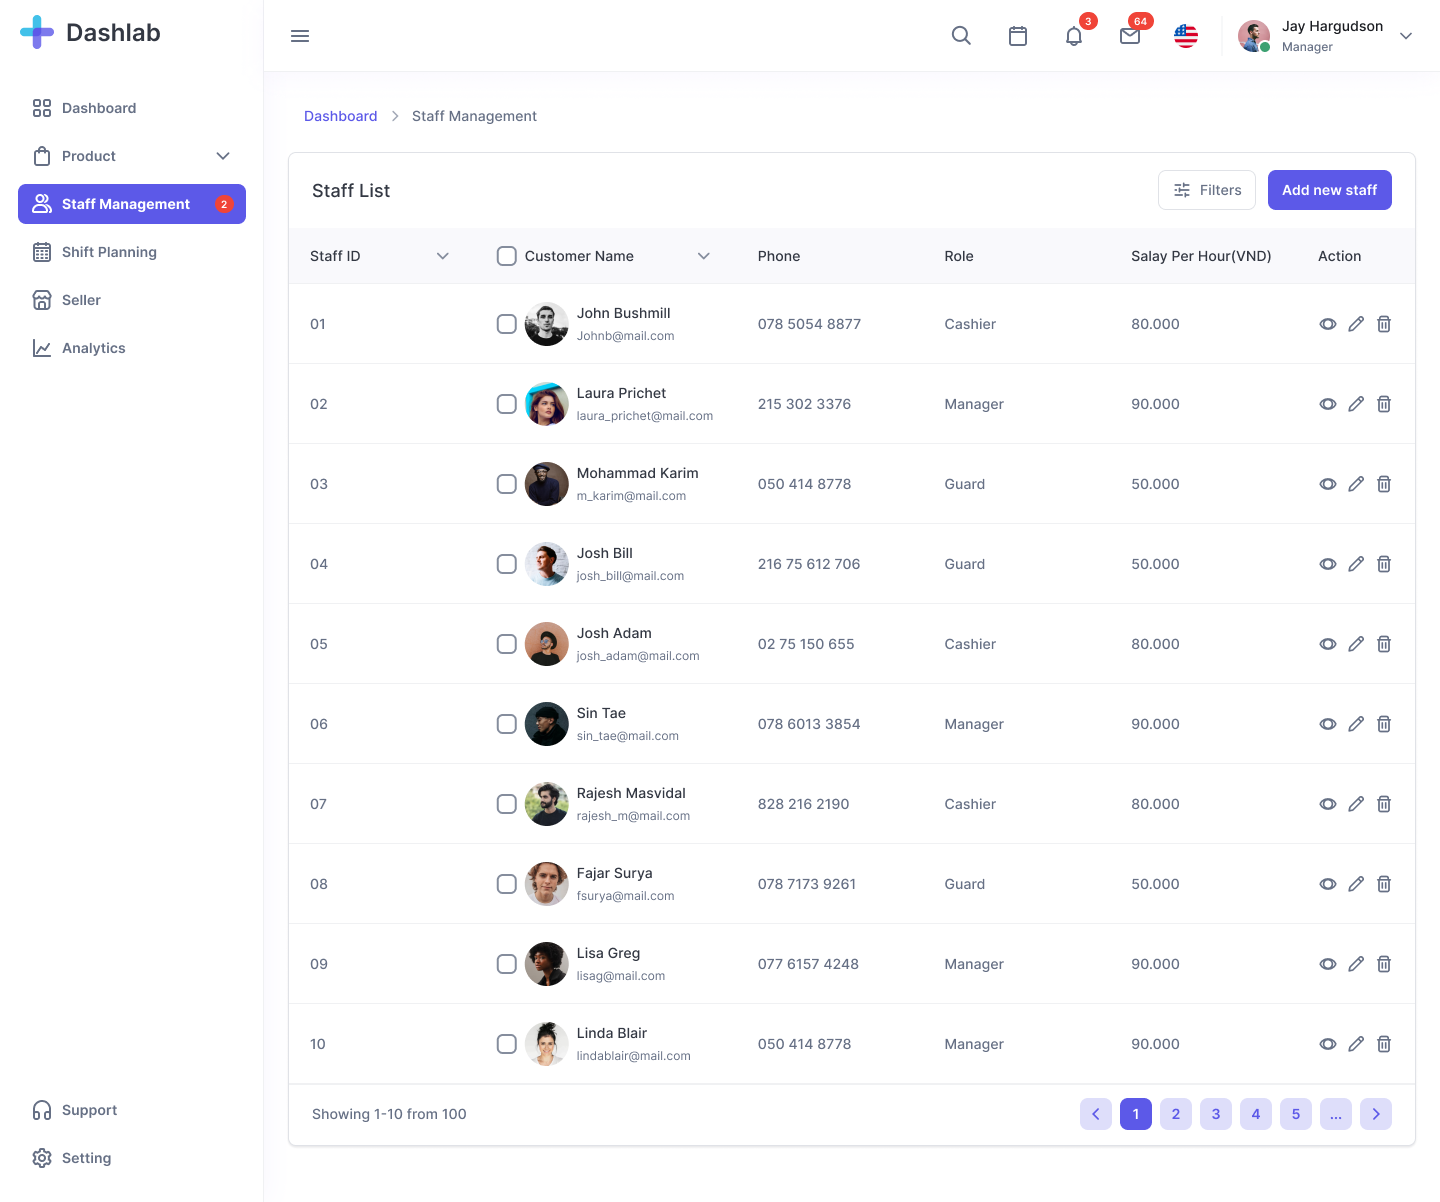 Dashlab
3
64
Jay Hargudson
Manager
Dashboard
Product
Staff Management
2
Shift Planning
Seller
Analytics
Support
Setting
Dashboard
Staff Management
Staff List
Filters
Add new staff
Staff ID Customer Name Phone Role Salay Per Hour(VND) Action
01 John Bushmill 078 5054 8877 Cashier 80.000
Johnb@mail.com
02 Laura Prichet 215 302 3376 Manager 90.000
laura_prichet@mail.com
03 Mohammad Karim 050 414 8778 Guard 50.000
m_karim@mail.com
04 Josh Bill 216 75 612 706 Guard 50.000
josh_bill@mail.com
05 Josh Adam 02 75 150 655 Cashier 80.000
josh_adam@mail.com
06 Sin Tae 078 6013 3854 Manager 90.000
sin_tae@mail.com
07 Rajesh Masvidal 828 216 2190 Cashier 80.000
rajesh_m@mail.com
08 Fajar Surya 078 7173 9261 Guard 50.000
fsurya@mail.com
09 Lisa Greg 077 6157 4248 Manager 90.000
lisag@mail.com
10 Linda Blair 050 414 8778 Manager 90.000
lindablair@mail.com
Showing 1-10 from 100
1 2 3 4 5 ...